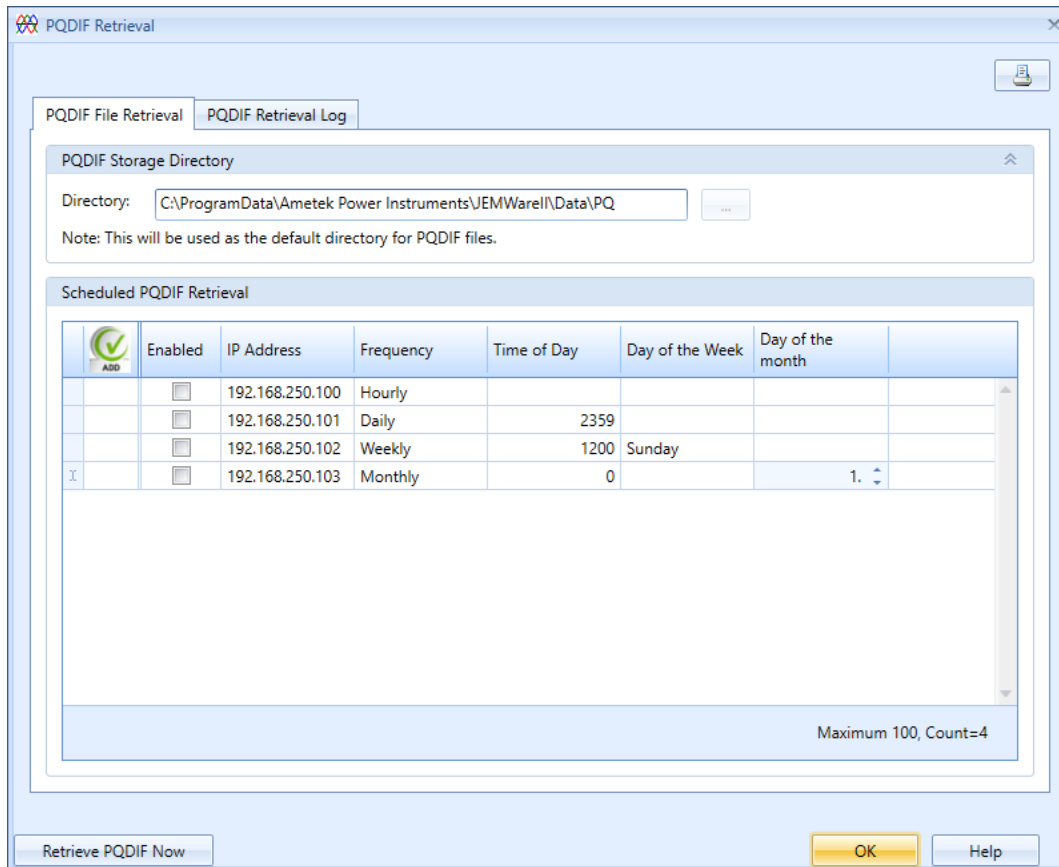 PQDIF Retrieval
PQDIF File Retrieval PQDIF Retrieval Log
PQDIF Storage Directory
Directory: C:\ProgramData\Ametek Power Instruments\JEMWareII\Data\PQ ...
Note: This will be used as the default directory for PQDIF files.
Scheduled PQDIF Retrieval
ADD Enabled IP Address Frequency Time of Day Day of the Week Day of the month
192.168.250.100 Hourly
192.168.250.101 Daily 2359
192.168.250.102 Weekly 1200 Sunday
192.168.250.103 Monthly 0 1.
Maximum 100, Count=4
Retrieve PQDIF Now OK Help